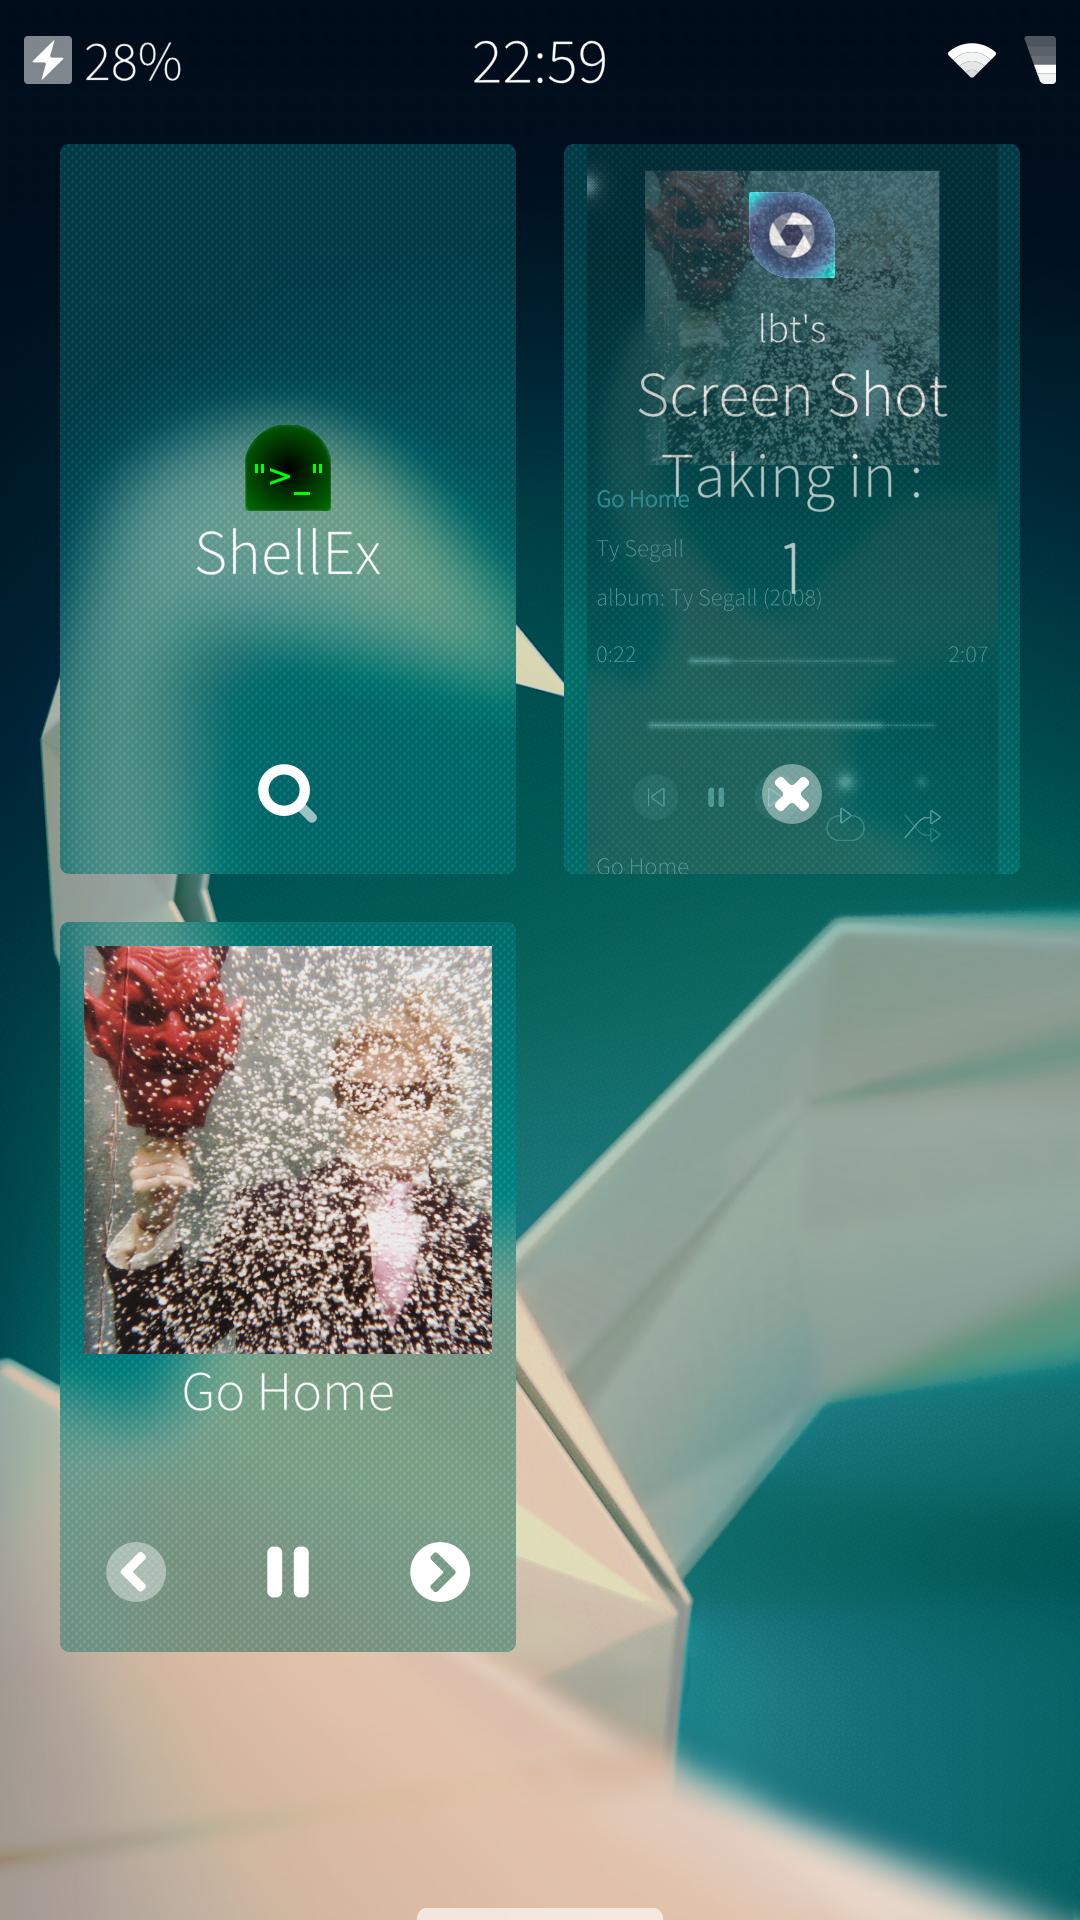 28%
22:59
">_"
ShellEx
lbt's
Screen Shot
Taking in :
1
Go Home
Ty Segall
album: Ty Segall (2008)
0:22
2:07
Go Home
Go Home